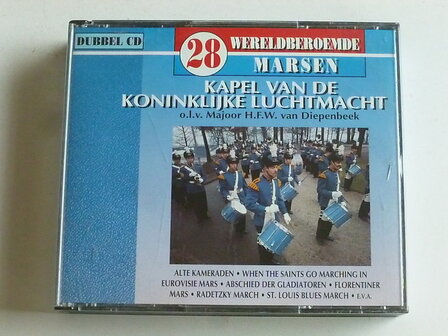 DUBBEL CD
28
WERELDBEROEMDE
MARSEN
KAPEL VAN DE
KONINKLIJKE LUCHTMACHT
o.l.v. Majoor H.F.W. van Diepenbeek
ALTE KAMERADEN • WHEN THE SAINTS GO MARCHING IN
EUROVISIE MARS • ABSCHIED DER GLADIATOREN • FLORENTINER
MARS • RADETZKY MARCH • ST. LOUIS BLUES MARCH • E.V.A.